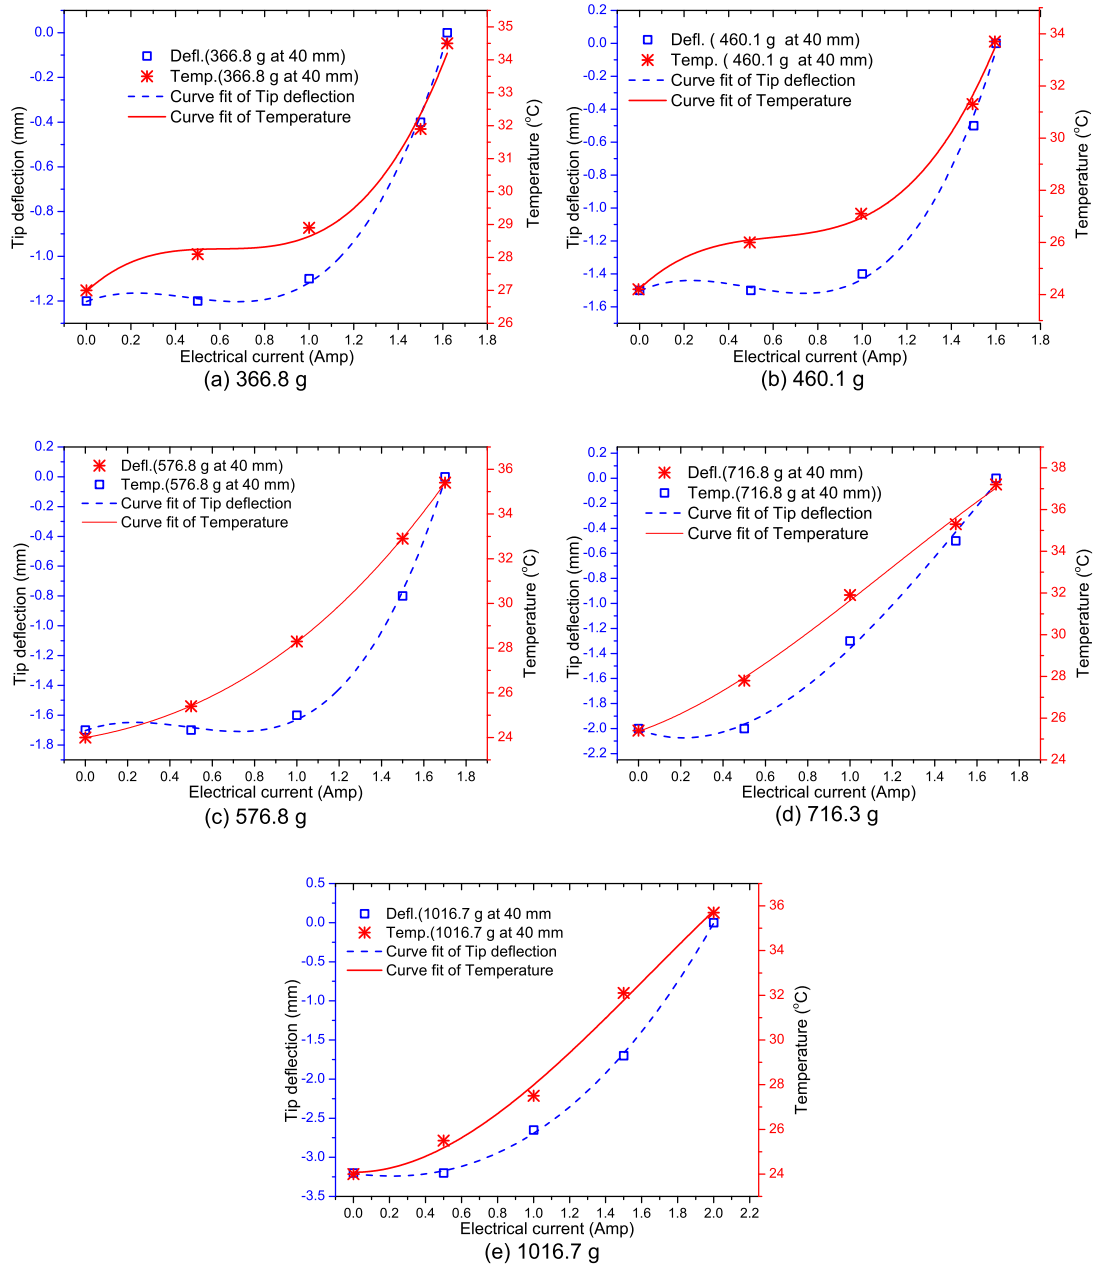 0.0
-0.2
-0.4
-0.6
-0.8
-1.0
-1.2
Tip deflection (mm)
Defl.(366.8 g at 40 mm)
Temp.(366.8 g at 40 mm)
Curve fit of Tip deflection
Curve fit of Temperature
35
34
33
32
31
29
28
27
26
Temperature (°C)
0.0 0.2 0.4 0.6 0.8 1.0 1.2 1.4 1.6 1.8
Electrical current (Amp)
(a) 366.8 g
0.2
0.0
-0.2
-0.4
-0.6
-0.8
-1.0
-1.2
-1.4
-1.6
Tip deflection (mm)
Defl. ( 460.1 g at 40 mm)
Temp. ( 460.1 g at 40 mm)
Curve fit of Tip deflection
Curve fit of Temperature
34
32
30
28
26
24
Temperature (°C)
0.0 0.2 0.4 0.6 0.8 1.0 1.2 1.4 1.6 1.8
Electrical current (Amp)
(b) 460.1 g
0.2
0.0
-0.2
-0.4
-0.6
-0.8
-1.0
-1.2
-1.4
-1.6
-1.8
Tip deflection (mm)
Defl.(576.8 g at 40 mm)
Temp.(576.8 g at 40 mm)
Curve fit of Tip deflection
Curve fit of Temperature
36
34
32
30
28
26
24
Temperature (°C)
0.0 0.2 0.4 0.6 0.8 1.0 1.2 1.4 1.6 1.8
Electrical current (Amp)
(c) 576.8 g
0.2
0.0
-0.2
-0.4
-0.6
-0.8
-1.0
-1.2
-1.4
-1.6
-1.8
-2.0
-2.2
Tip deflection (mm)
Defl.(716.8 g at 40 mm)
Temp.(716.8 g at 40 mm))
Curve fit of Tip deflection
Curve fit of Temperature
38
36
34
32
30
28
26
24
Temperature (°C)
0.0 0.2 0.4 0.6 0.8 1.0 1.2 1.4 1.6 1.8
Electrical current (Amp)
(d) 716.3 g
0.5
0.0
-0.5
-1.0
-1.5
-2.0
-2.5
-3.0
-3.5
Tip deflection (mm)
Defl.(1016.7 g at 40 mm
Temp.(1016.7 g at 40 mm
Curve fit of Tip deflection
Curve fit of Temperature
36
35
32
30
28
26
24
Temperature (°C)
0.0 0.2 0.4 0.6 0.8 1.0 1.2 1.4 1.6 1.8 2.0 2.2
Electrical current (Amp)
(e) 1016.7 g